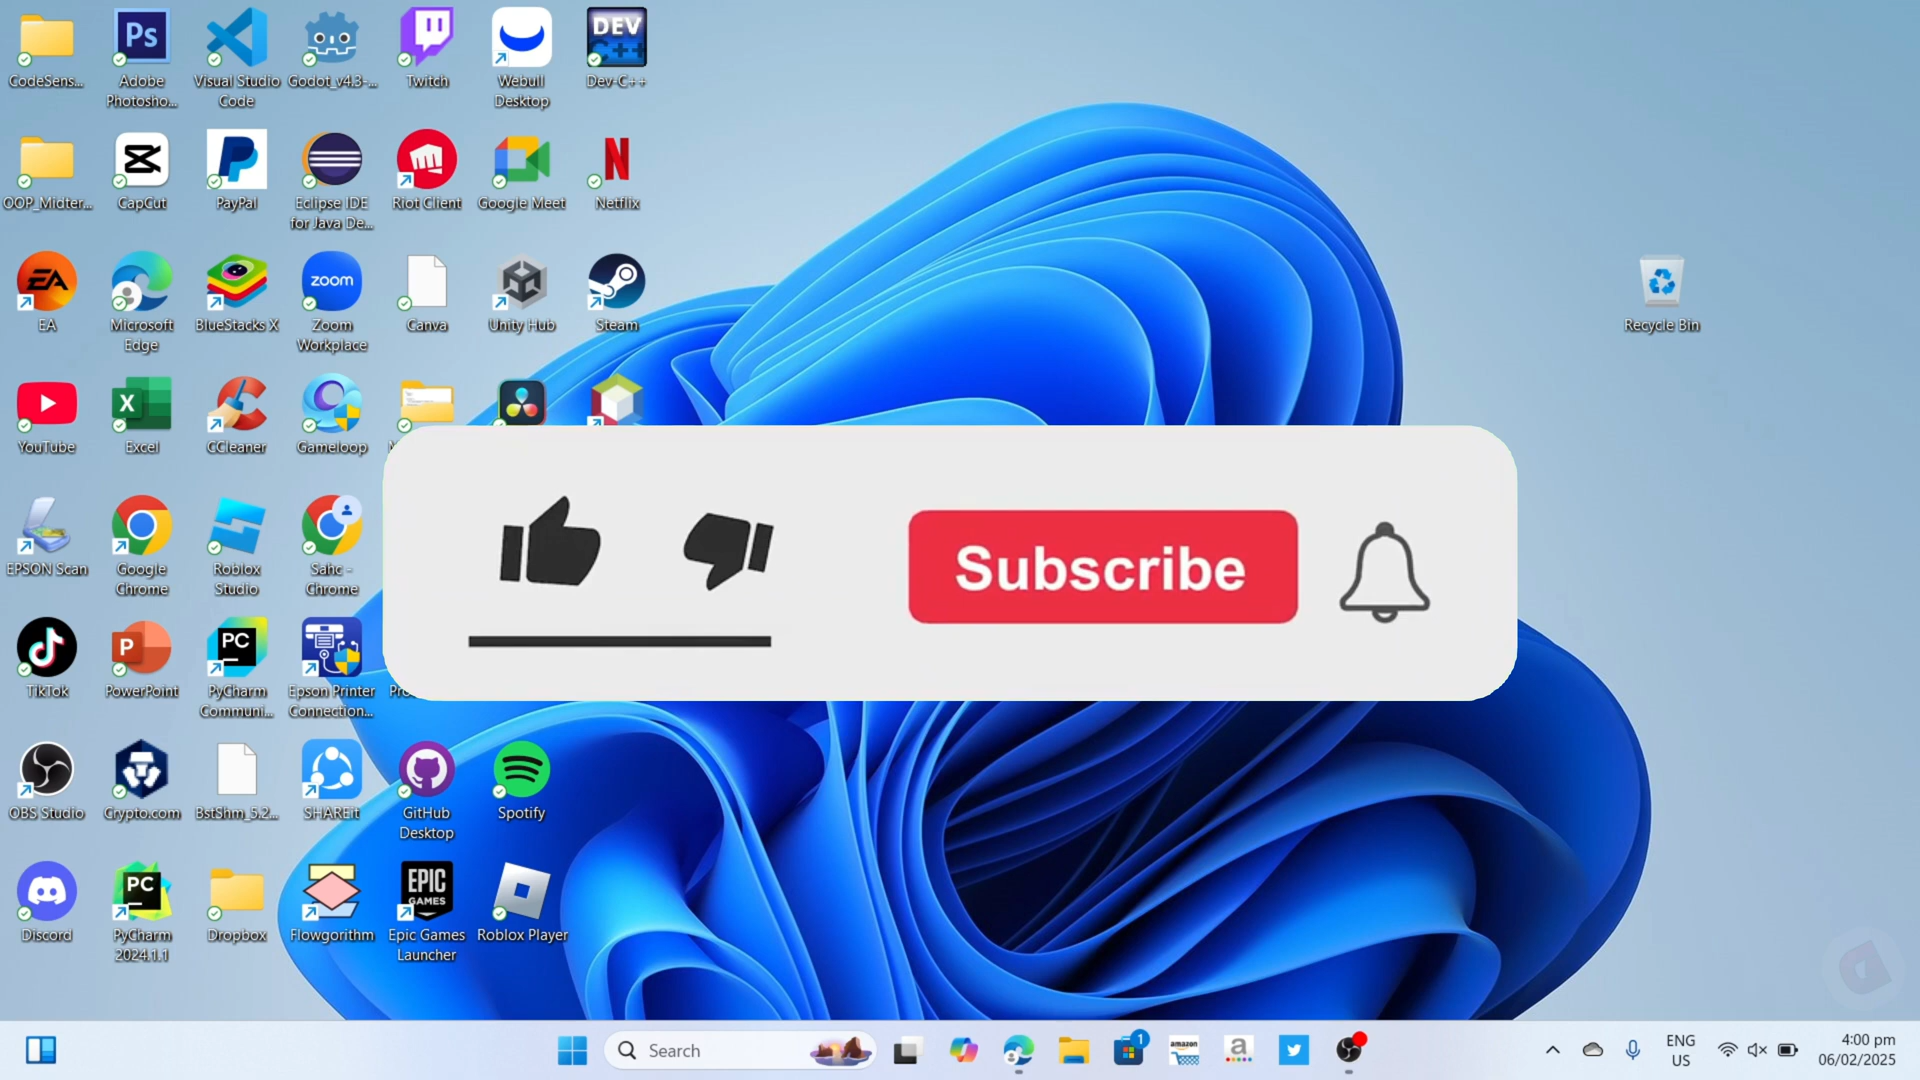 CodeSens...
Ps
Adobe
Photosho...
Visual Studio
Code
Godot_v4.3-...
Twitch
Webull
Desktop
DEV
C++
Dev-C++
OOP_Midter...
CapCut
PayPal
Eclipse IDE
for Java De...
Riot Client
Google Meet
N
Netflix
EA
EA
Microsoft
Edge
BlueStacks X
zoom
Zoom
Workplace
Canva
Unity Hub
Steam
Recycle Bin
YouTube
X
Excel
CCleaner
Gameloop
EPSON Scan
Google
Chrome
Roblox
Studio
Sahc -
Chrome
Subscribe
TikTok
P
PowerPoint
PC
PyCharm
Communi...
Epson Printer
Connection...
OBS Studio
Crypto.com
BstShm_5.2...
SHAREit
GitHub
Desktop
Spotify
Discord
PC
PyCharm
2024.1.1
Dropbox
Flowgorithm
EPIC
GAMES
Epic Games
Launcher
Roblox Player
Search
1
amazon
a
ENG
US
4:00 pm
06/02/2025